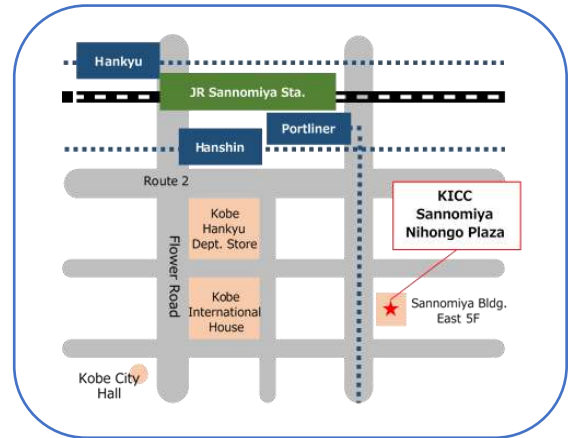 Hankyu
JR Sannomiya Sta.
Portliner
Hanshin
Route 2
KICC
Sannomiya
Nihongo Plaza
Kobe
Hankyu
Dept. Store
Flower Road
Kobe
International
House
Sannomiya Bldg.
East 5F
Kobe City
Hall